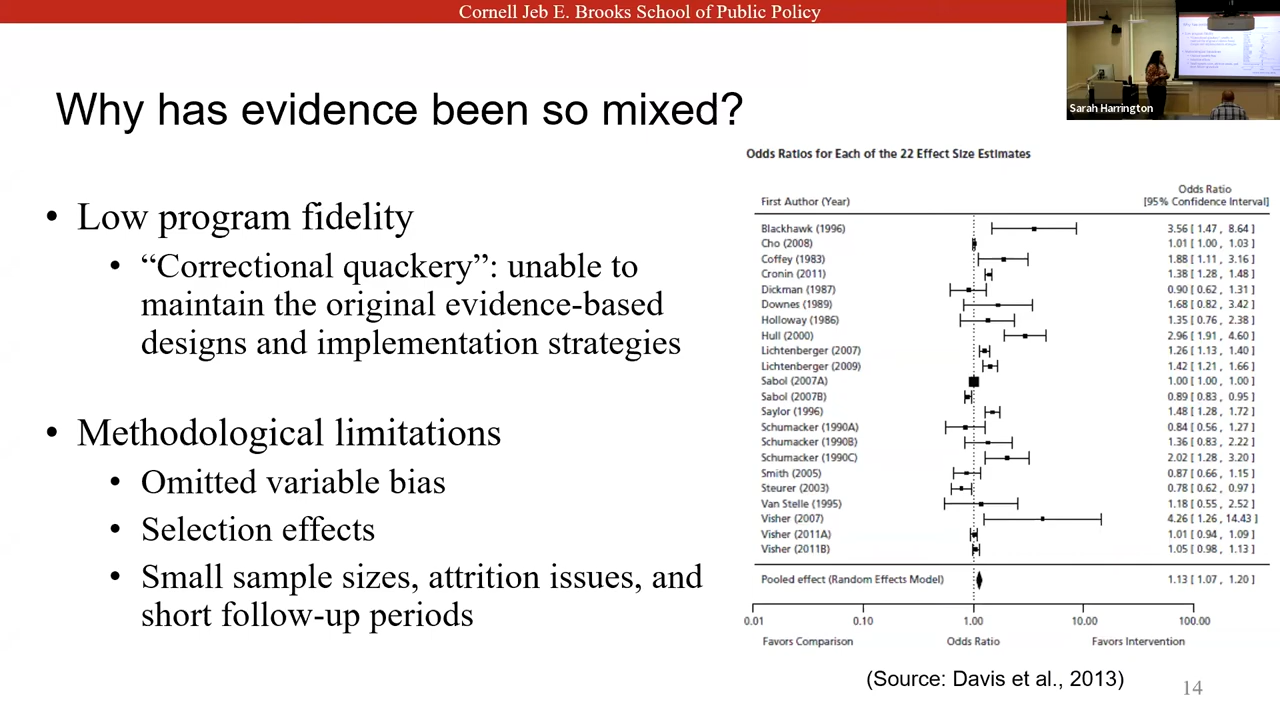 Cornell Jeb E. Brooks School of Public Policy
Sarah Harrington
Why has evidence been so mixed?
• Low program fidelity
• “Correctional quackery”: unable to
maintain the original evidence-based
designs and implementation strategies
• Methodological limitations
• Omitted variable bias
• Selection effects
• Small sample sizes, attrition issues, and
short follow-up periods
Odds Ratios for Each of the 22 Effect Size Estimates
First Author (Year) Odds Ratio
[95% Confidence Interval]
Blackhawk (1996) 3.56 [ 1.47 , 8.64 ]
Cho (2008) 1.01 [ 1.00 , 1.03 ]
Coffey (1983) 1.88 [ 1.11 , 3.16 ]
Cronin (2011) 1.38 [ 1.28 , 1.48 ]
Dickman (1987) 0.90 [ 0.62 , 1.31 ]
Downes (1989) 1.68 [ 0.82 , 3.42 ]
Holloway (1986) 1.35 [ 0.76 , 2.38 ]
Hull (2000) 2.96 [ 1.91 , 4.60 ]
Lichtenberger (2007) 1.26 [ 1.13 , 1.40 ]
Lichtenberger (2009) 1.42 [ 1.21 , 1.66 ]
Sabol (2007A) 1.00 [ 1.00 , 1.00 ]
Sabol (2007B) 0.89 [ 0.83 , 0.95 ]
Saylor (1996) 1.48 [ 1.28 , 1.72 ]
Schumacker (1990A) 0.84 [ 0.56 , 1.27 ]
Schumacker (1990B) 1.36 [ 0.83 , 2.22 ]
Schumacker (1990C) 2.02 [ 1.28 , 3.20 ]
Smith (2005) 0.87 [ 0.66 , 1.15 ]
Steurer (2003) 0.78 [ 0.62 , 0.97 ]
Van Stelle (1995) 1.18 [ 0.55 , 2.52 ]
Visher (2007) 4.26 [ 1.26 , 14.43 ]
Visher (2011A) 1.01 [ 0.94 , 1.09 ]
Visher (2011B) 1.05 [ 0.98 , 1.13 ]
Pooled effect (Random Effects Model) 1.13 [ 1.07 , 1.20 ]
0.01 0.10 1.00 10.00 100.00
Favors Comparison Odds Ratio Favors Intervention
(Source: Davis et al., 2013)
14